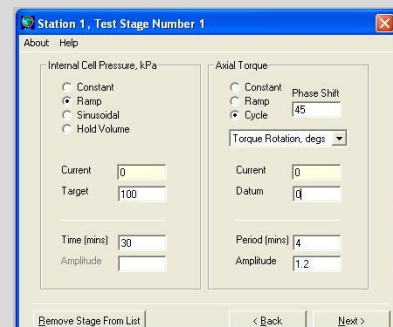 Station 1, Test Stage Number 1
About Help
Internal Cell Pressure, kPa
Constant
Ramp
Sinusoidal
Hold Volume
Current 0
Target 100
Time (mins) 30
Amplitude
Axial Torque
Constant
Ramp
Cycle
Phase Shift
45
Torque Rotation, degs
Current 0
Datum 0
Period (mins) 4
Amplitude 1.2
Remove Stage From List
< Back
Next >